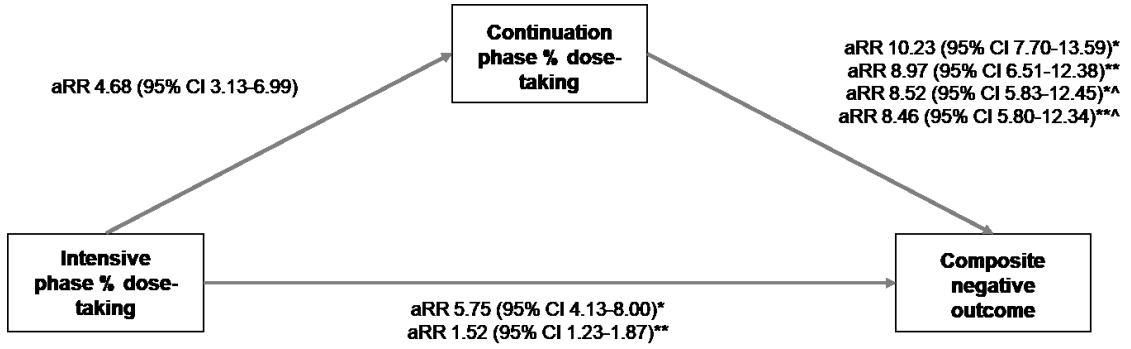 Continuation
phase % dose-
taking
aRR 4.68 (95% CI 3.13-6.99)
aRR 10.23 (95% CI 7.70-13.59)*
aRR 8.97 (95% CI 6.51-12.38)**
aRR 8.52 (95% CI 5.83-12.45)*^
aRR 8.46 (95% CI 5.80-12.34)**^
Intensive
phase % dose-
taking
aRR 5.75 (95% CI 4.13-8.00)*
aRR 1.52 (95% CI 1.23-1.87)**
Composite
negative
outcome